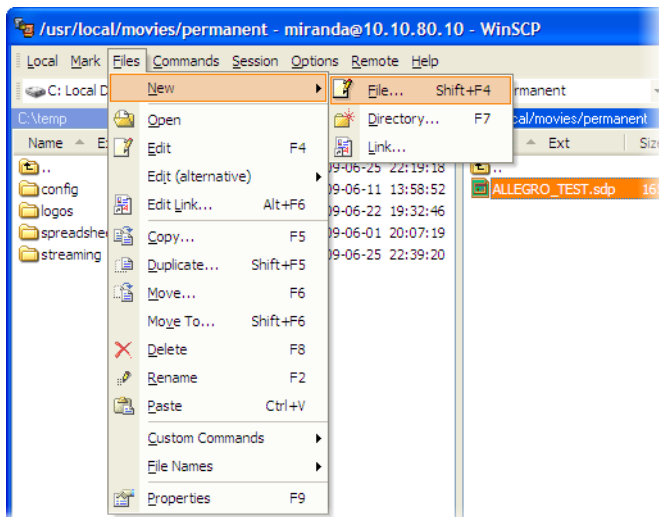 /usr/local/movies/permanent - miranda@10.10.80.10 - WinSCP
Local Mark Files Commands Session Options Remote Help
C: Local D
New
File... Shift+F4
rmanent
C:\temp
Open
Directory... F7
cal/movies/permanent
Name
Edit F4
Link...
Ext
Size
..
Edit (alternative)
09-06-25 22:19:18
..
config
09-06-11 13:58:52
ALLEGRO_TEST.sdp 16
logos
Edit Link... Alt+F6
09-06-22 19:32:46
spreadshe
Copy... F5
09-06-01 20:07:19
streaming
Duplicate... Shift+F5
09-06-25 22:39:20
Move... F6
Move To... Shift+F6
Delete F8
Rename F2
Paste Ctrl+V
Custom Commands
File Names
Properties F9